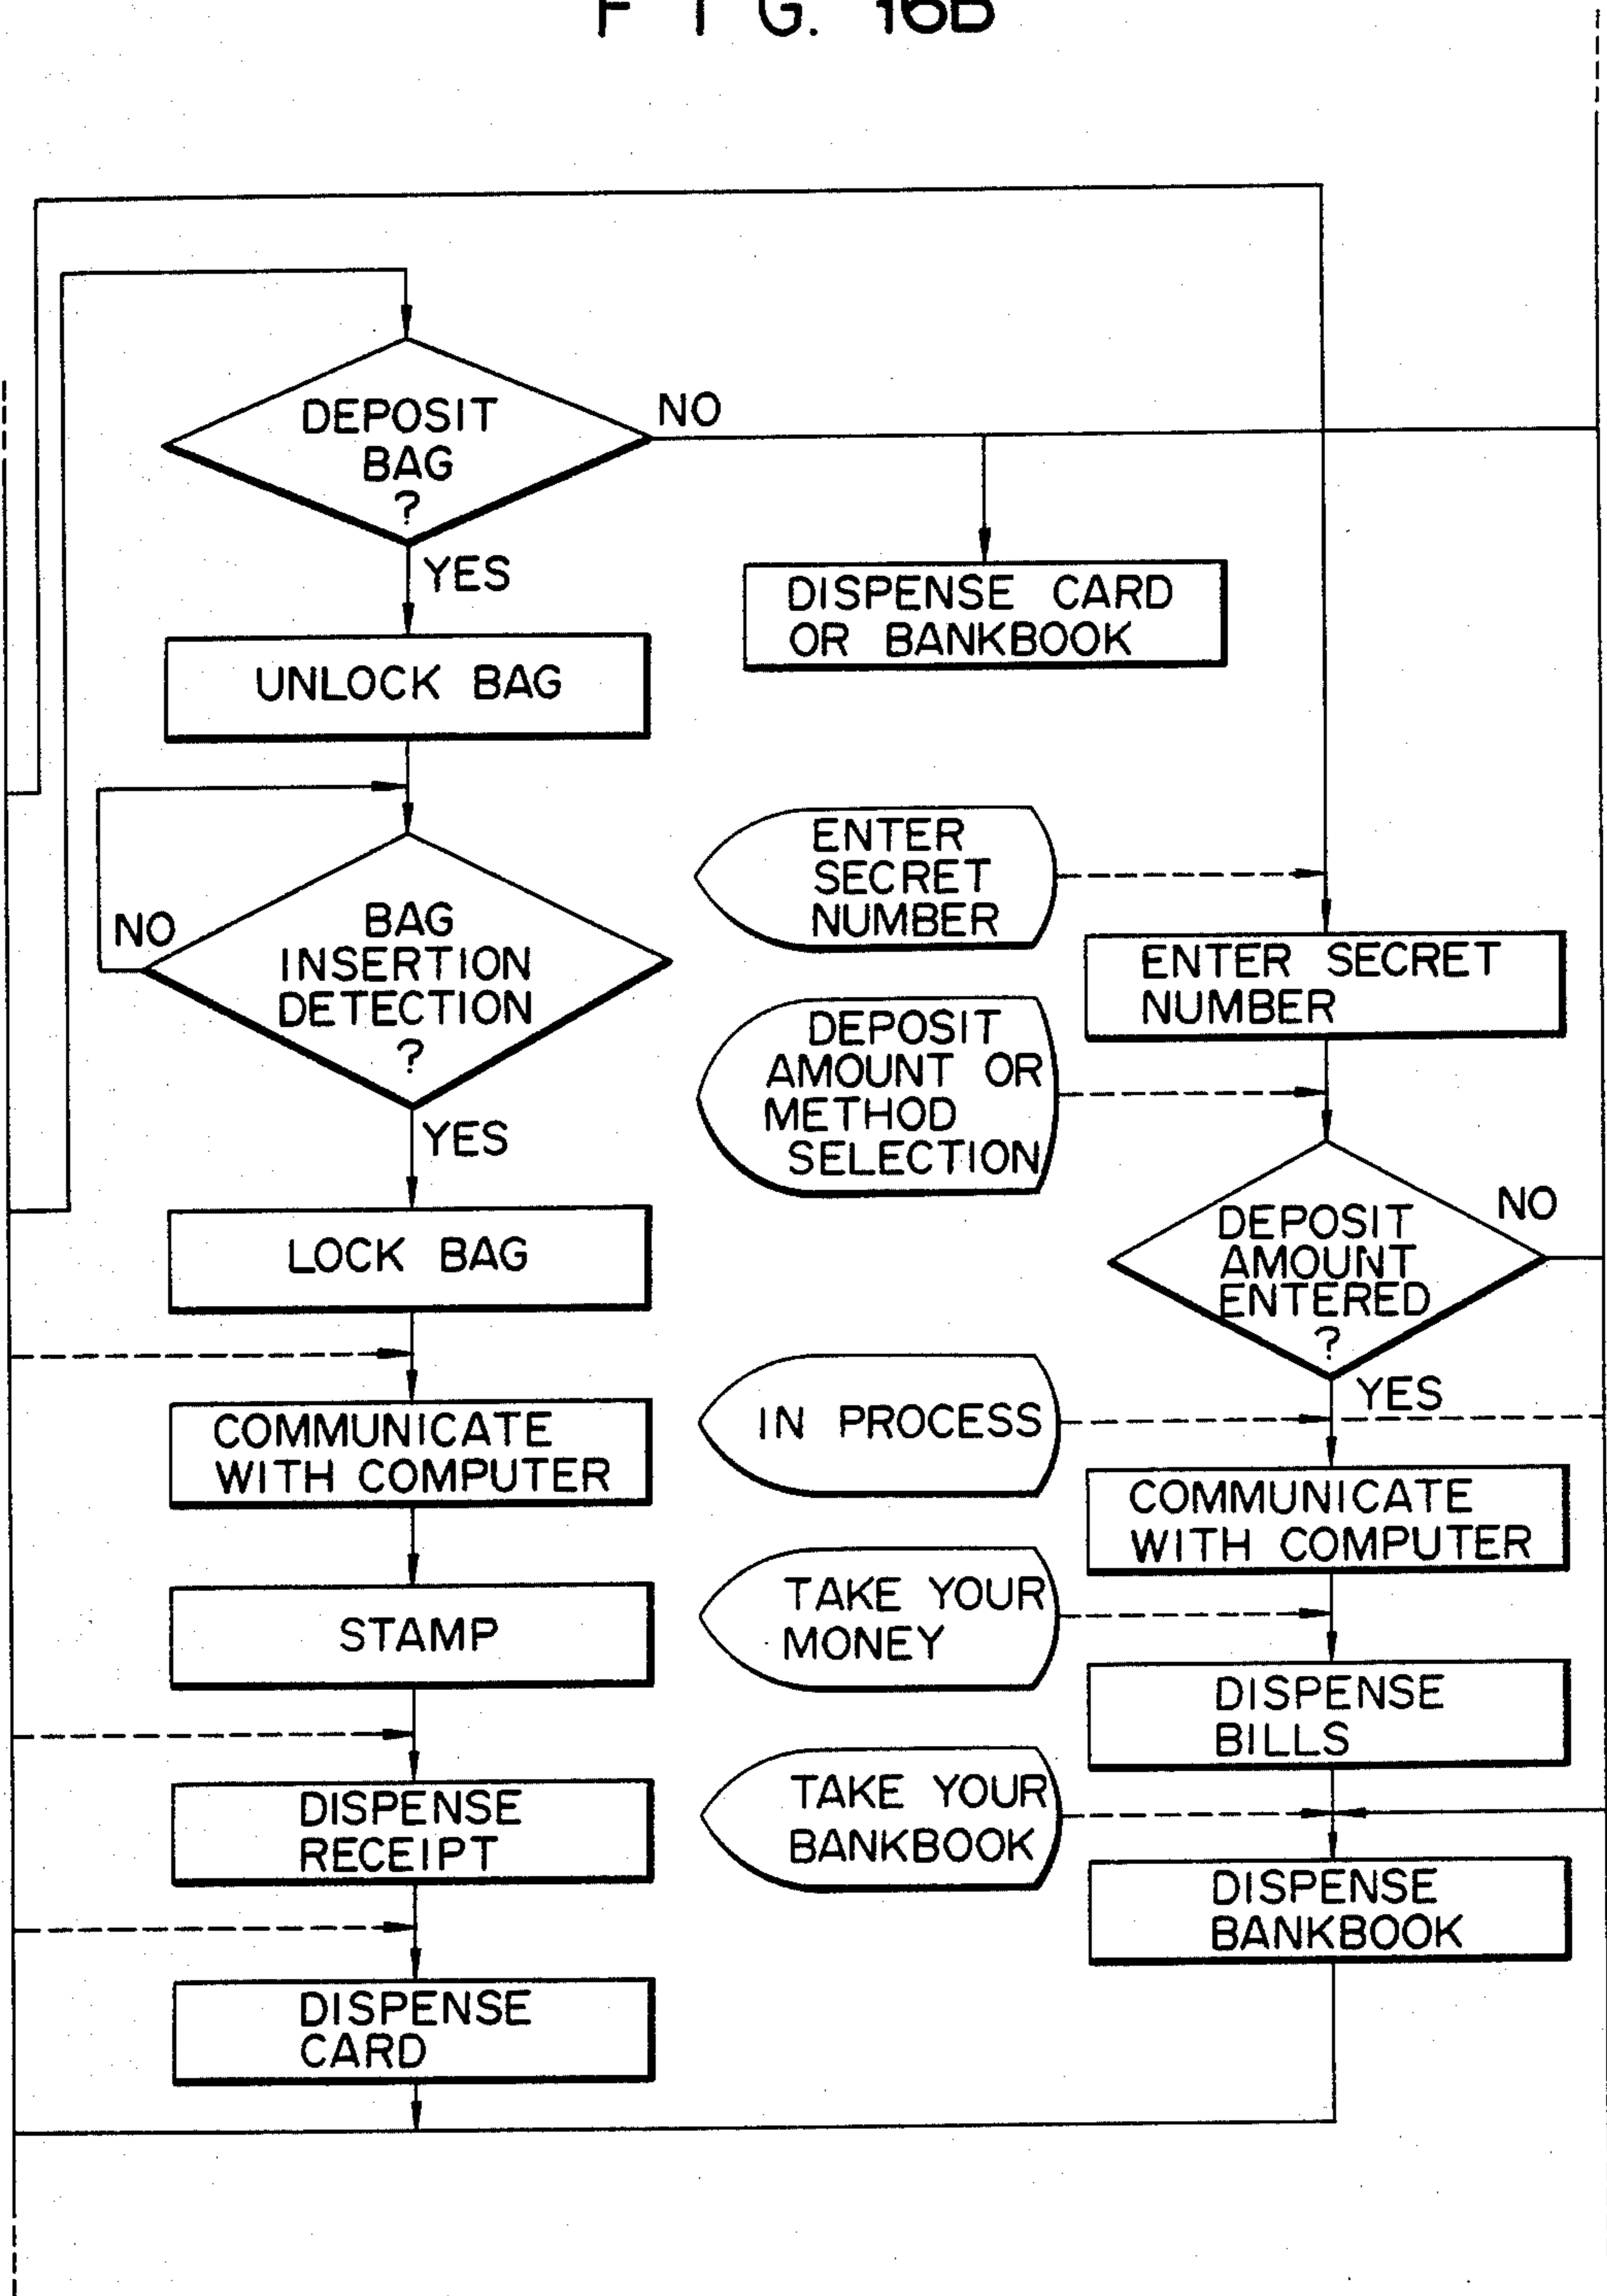 F I G. 16B
DEPOSIT
BAG
?
NO
YES
DISPENSE CARD
OR BANKBOOK
UNLOCK BAG
NO
BAG
INSERTION
DETECTION
?
YES
LOCK BAG
COMMUNICATE
WITH COMPUTER
STAMP
DISPENSE
RECEIPT
DISPENSE
CARD
ENTER
SECRET
NUMBER
ENTER SECRET
NUMBER
DEPOSIT
AMOUNT OR
METHOD
SELECTION
DEPOSIT
AMOUNT
ENTERED
?
NO
YES
IN PROCESS
COMMUNICATE
WITH COMPUTER
TAKE YOUR
MONEY
DISPENSE
BILLS
TAKE YOUR
BANKBOOK
DISPENSE
BANKBOOK